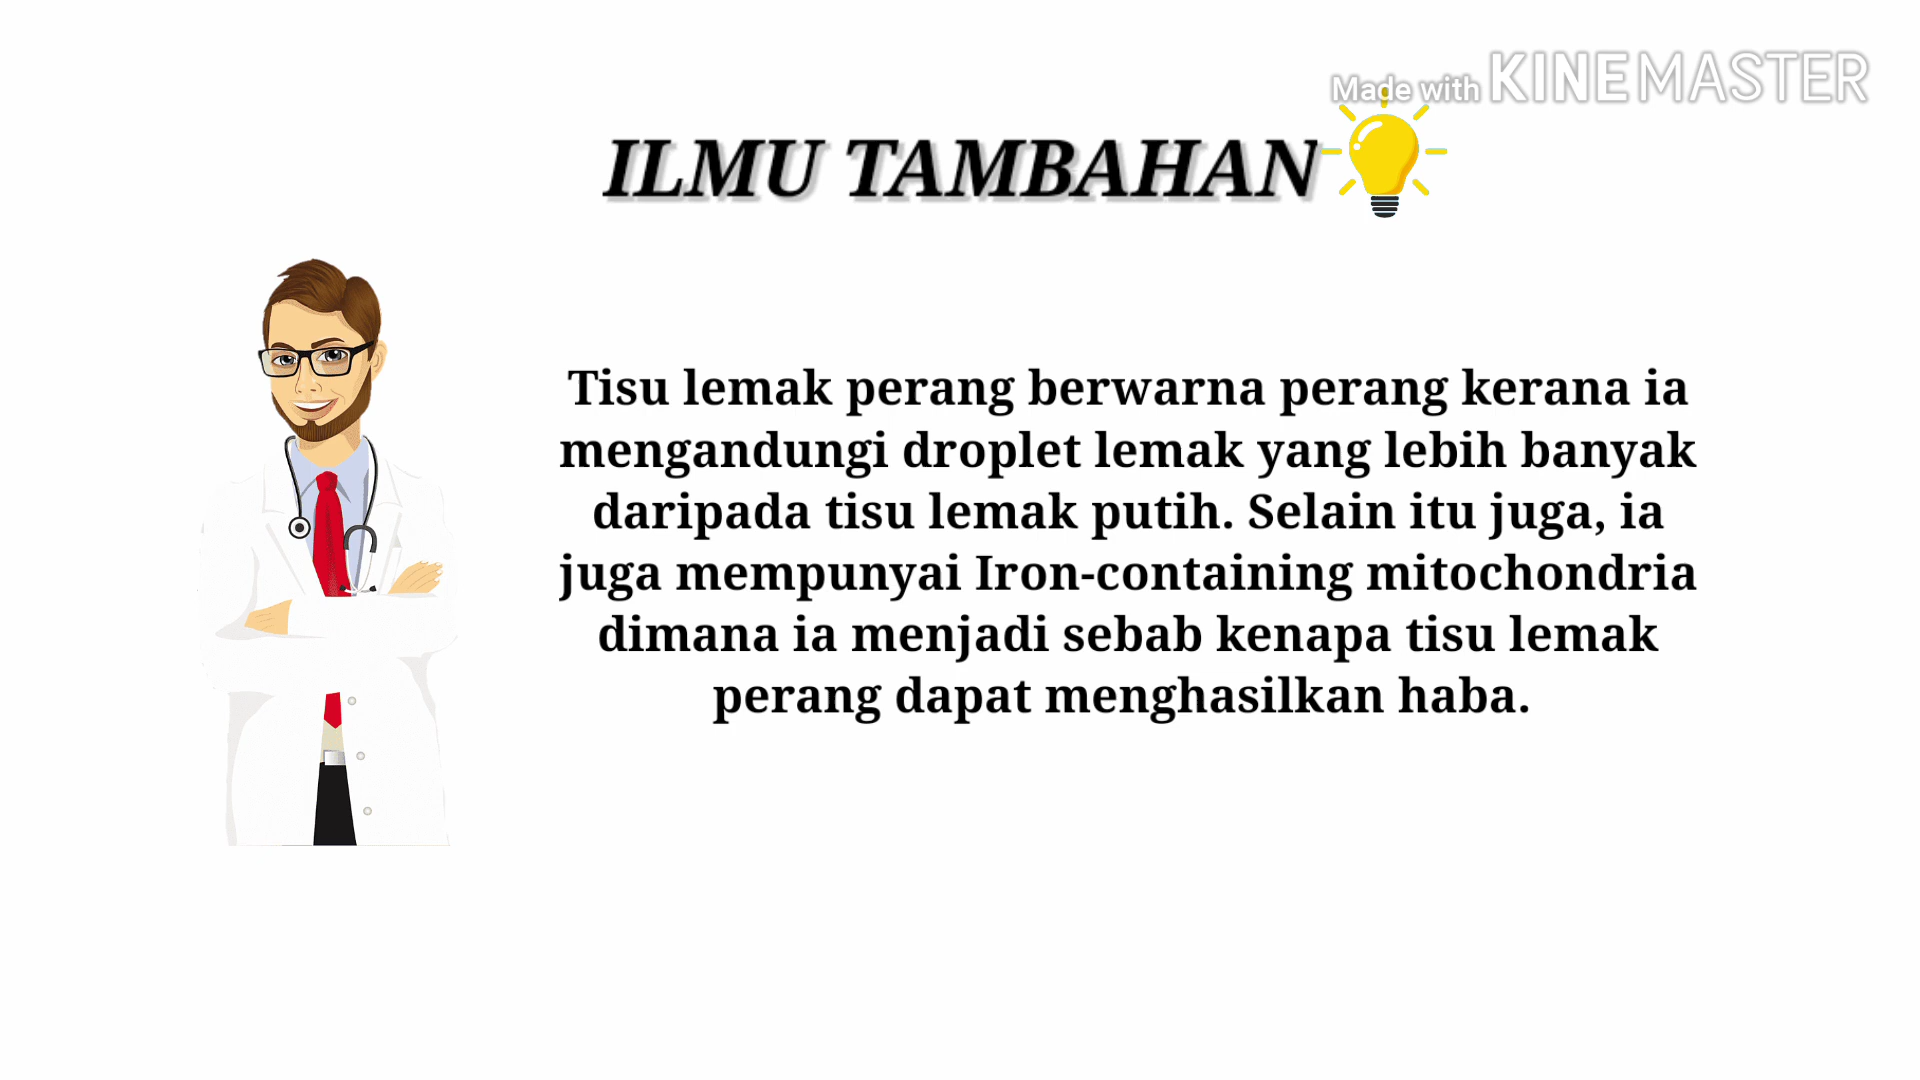 Made with KINEMASTER
ILMU TAMBAHAN
Tisu lemak perang berwarna perang kerana ia
mengandungi droplet lemak yang lebih banyak
daripada tisu lemak putih. Selain itu juga, ia
juga mempunyai Iron-containing mitochondria
dimana ia menjadi sebab kenapa tisu lemak
perang dapat menghasilkan haba.